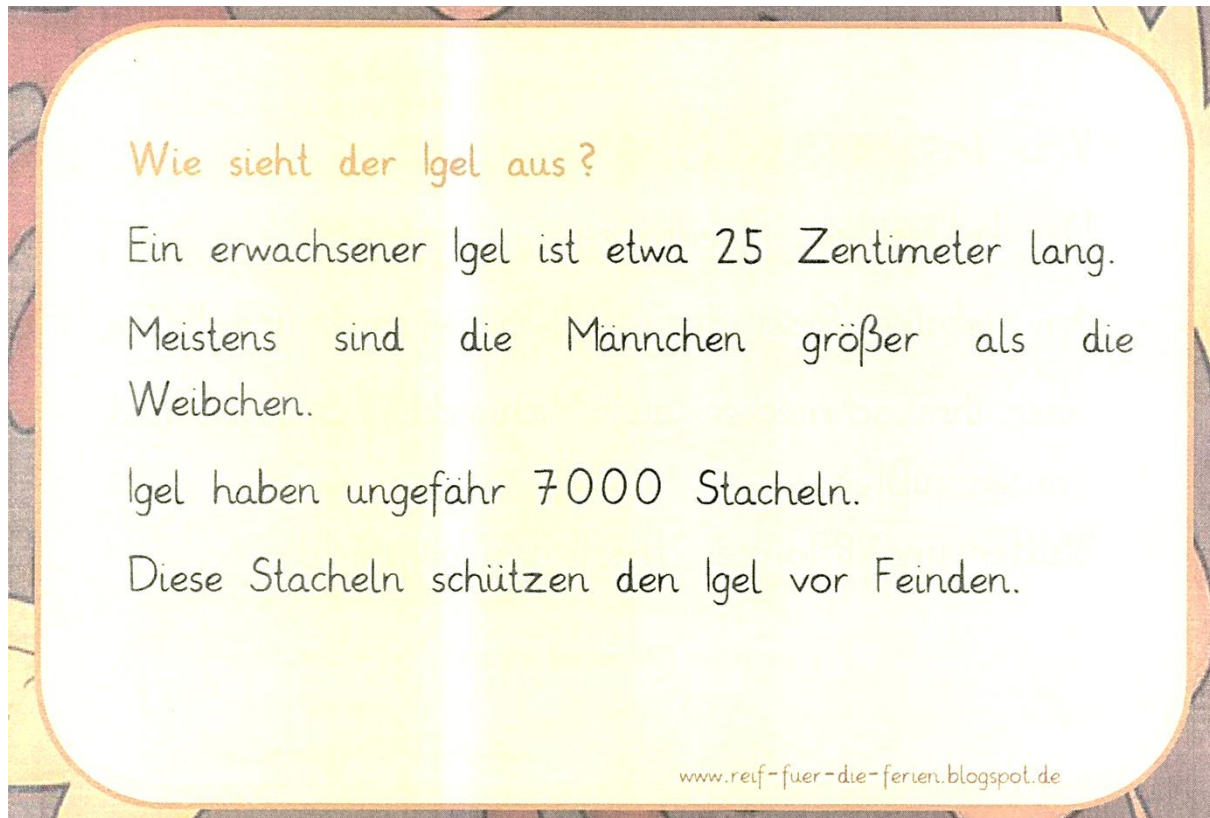 Wie sieht der Igel aus?
Ein erwachsener Igel ist etwa 25 Zentimeter lang.
Meistens sind die Männchen größer als die
Weibchen.
Igel haben ungefähr 7000 Stacheln.
Diese Stacheln schützen den Igel vor Feinden.
www.reif-fuer-die-ferien.blogspot.de